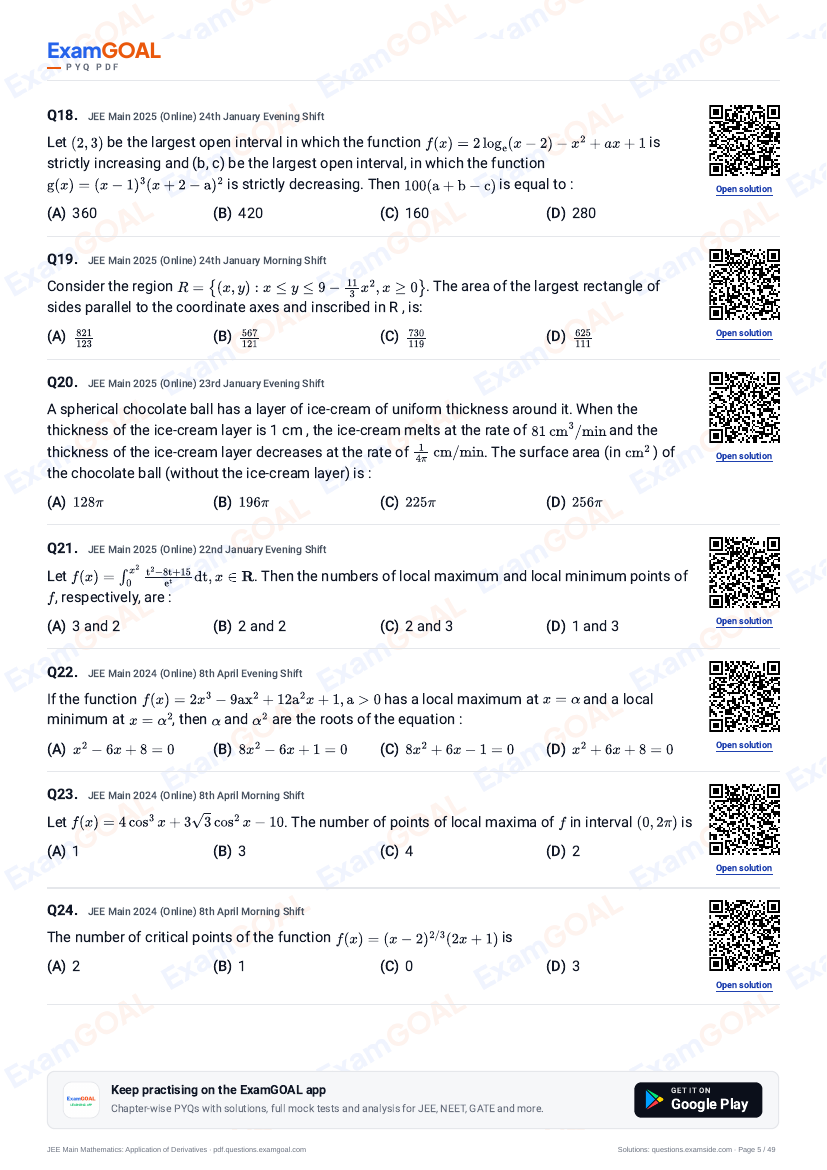 ExamGOAL
PYQ PDF
Q18. JEE Main 2025 (Online) 24th January Evening Shift
Let (2, 3) be the largest open interval in which the function f(x) = 2 logₑ(x − 2) − x² + ax + 1 is
strictly increasing and (b, c) be the largest open interval, in which the function
g(x) = (x − 1)³(x + 2 − a)² is strictly decreasing. Then 100(a + b − c) is equal to :
(A) 360 (B) 420 (C) 160 (D) 280
Open solution
Q19. JEE Main 2025 (Online) 24th January Morning Shift
Consider the region R = {(x, y) : x ≤ y ≤ 9 − 11/3 x², x ≥ 0}. The area of the largest rectangle of
sides parallel to the coordinate axes and inscribed in R , is:
(A) 821/123 (B) 567/121 (C) 730/119 (D) 625/111
Open solution
Q20. JEE Main 2025 (Online) 23rd January Evening Shift
A spherical chocolate ball has a layer of ice-cream of uniform thickness around it. When the
thickness of the ice-cream layer is 1 cm , the ice-cream melts at the rate of 81 cm³/min and the
thickness of the ice-cream layer decreases at the rate of 1/4π cm/min. The surface area (in cm² ) of
the chocolate ball (without the ice-cream layer) is :
(A) 128π (B) 196π (C) 225π (D) 256π
Open solution
Q21. JEE Main 2025 (Online) 22nd January Evening Shift
Let f(x) = ∫₀^x² t²−8t+15/eᵗ dt, x ∈ R. Then the numbers of local maximum and local minimum points of
f, respectively, are :
(A) 3 and 2 (B) 2 and 2 (C) 2 and 3 (D) 1 and 3
Open solution
Q22. JEE Main 2024 (Online) 8th April Evening Shift
If the function f(x) = 2x³ − 9ax² + 12a²x + 1, a > 0 has a local maximum at x = α and a local
minimum at x = α², then α and α² are the roots of the equation :
(A) x² − 6x + 8 = 0 (B) 8x² − 6x + 1 = 0 (C) 8x² + 6x − 1 = 0 (D) x² + 6x + 8 = 0
Open solution
Q23. JEE Main 2024 (Online) 8th April Morning Shift
Let f(x) = 4 cos³ x + 3√3 cos² x − 10. The number of points of local maxima of f in interval (0, 2π) is
(A) 1 (B) 3 (C) 4 (D) 2
Open solution
Q24. JEE Main 2024 (Online) 8th April Morning Shift
The number of critical points of the function f(x) = (x − 2)^2/3(2x + 1) is
(A) 2 (B) 1 (C) 0 (D) 3
Open solution
Keep practising on the ExamGOAL app
Chapter-wise PYQs with solutions, full mock tests and analysis for JEE, NEET, GATE and more.
GET IT ON
Google Play
JEE Main Mathematics: Application of Derivatives · pdf.questions.examgoal.com
Solutions: questions.examside.com · Page 5 / 49